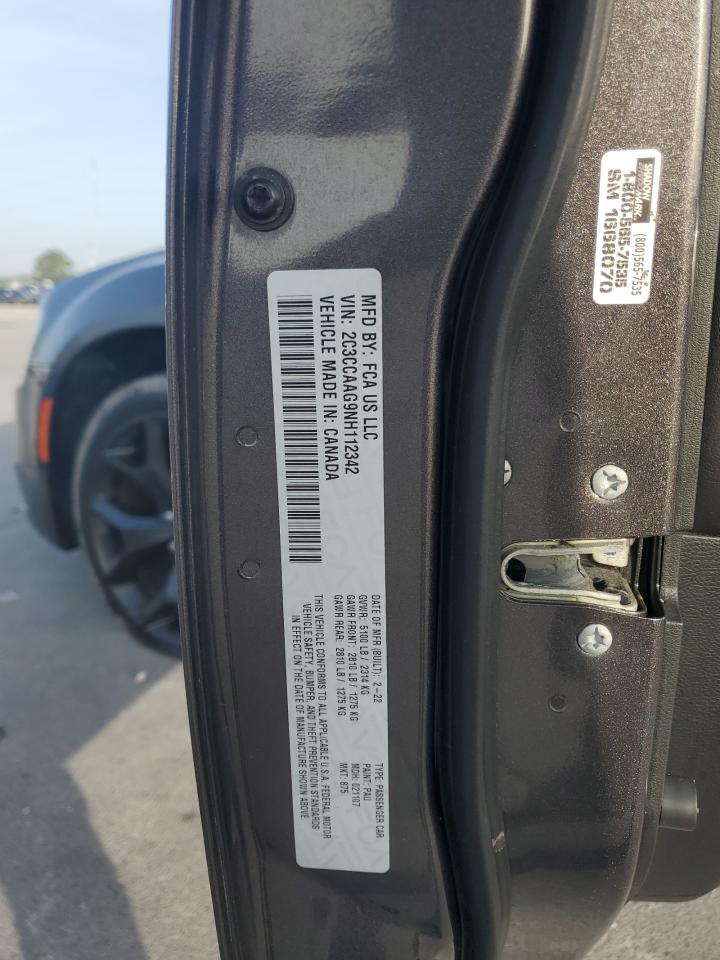 MFD BY: FCA US LLC
VIN: 2C3CCAAG9NH112342
VEHICLE MADE IN: CANADA
DATE OF MFR (BUILT): 2-22
GVWR: 5100 LB / 2314 KG
GAWR FRONT: 2810 LB / 1275 KG
GAWR REAR: 2810 LB / 1275 KG
TYPE: PASSENGER CAR
PAINT: PAU
MDH: 021107
MKT: 875
THIS VEHICLE CONFORMS TO ALL APPLICABLE U.S.A. FEDERAL MOTOR
VEHICLE SAFETY, BUMPER, AND THEFT PREVENTION STANDARDS
IN EFFECT ON THE DATE OF MANUFACTURE SHOWN ABOVE.
SHADOWMARK
(800)565-7535
1-800-565-7535
SM 1668070